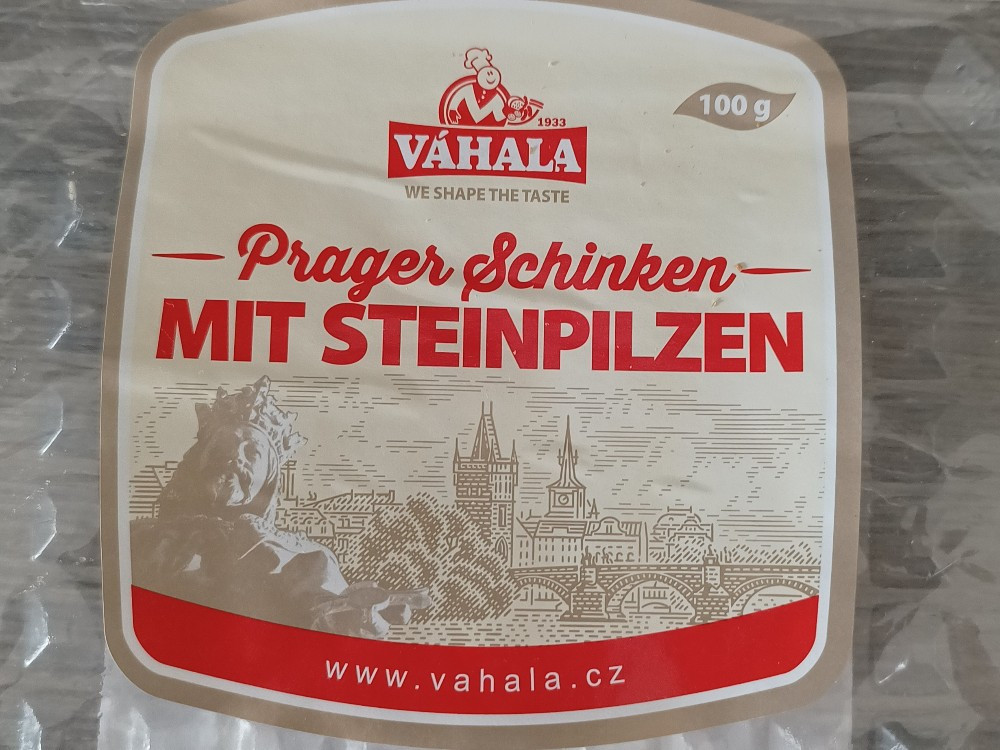 100 g
1933
VÁHALA
WE SHAPE THE TASTE
Prager Schinken
MIT STEINPILZEN
www.vahala.cz